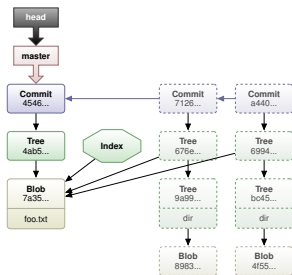 head
master
Commit
4546...
Commit
7126...
Commit
a440...
Tree
4ab5...
Index
Tree
676e...
Tree
6994...
Blob
7a35...
foo.txt
Tree
9a99...
dir
Tree
bc45...
dir
Blob
8983...
Blob
4f55...